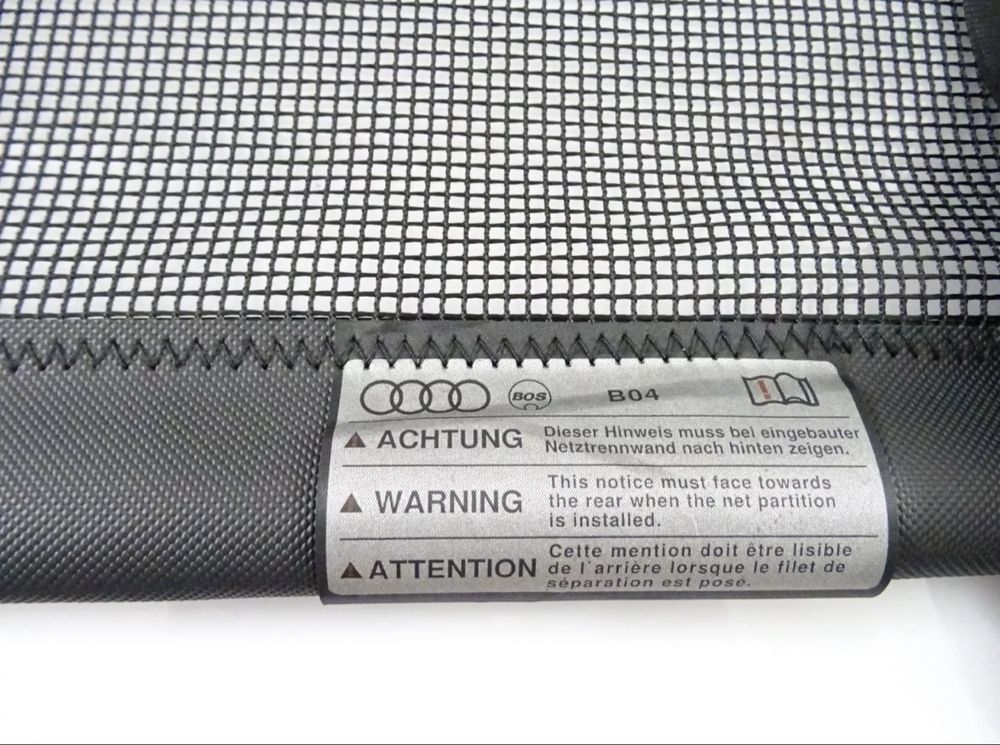 BOS B04
! 
ACHTUNG Dieser Hinweis muss bei eingebauter
Netztrennwand nach hinten zeigen.
WARNING This notice must face towards
the rear when the net partition
is installed.
ATTENTION Cette mention doit être lisible
de l'arrière lorsque le filet de
séparation est posé.